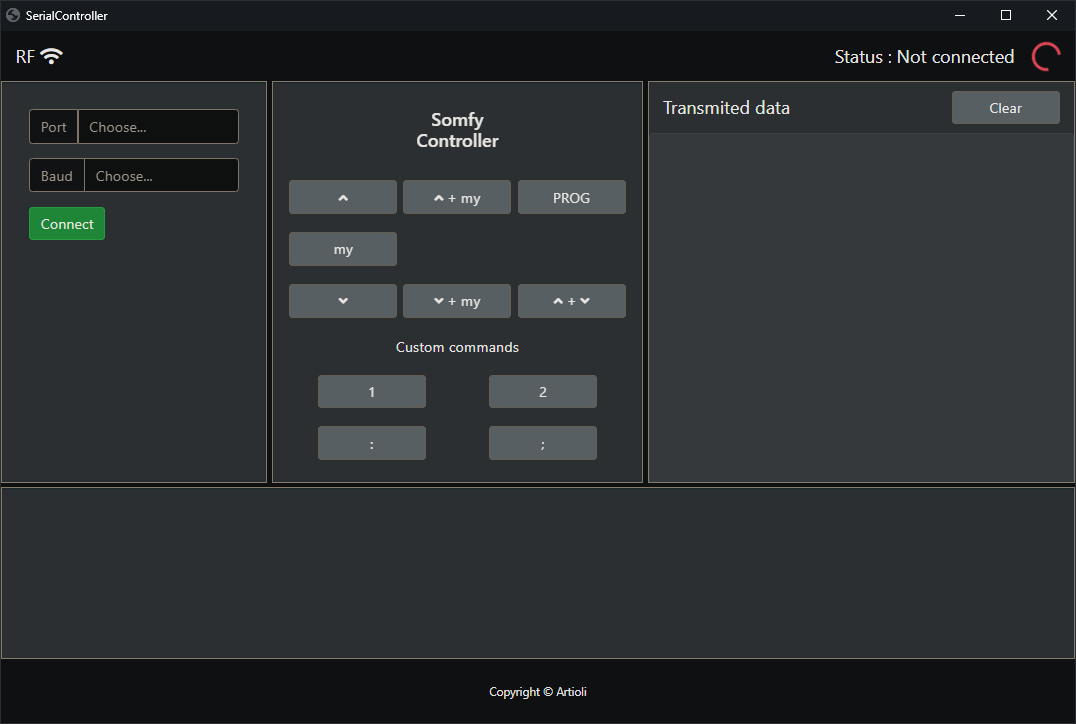 SerialController
RF
Status : Not connected
Port
Choose...
Baud
Choose...
Connect
Somfy
Controller
+ my
PROG
my
+ my
+
Custom commands
1
2
:
;
Transmited data
Clear
Copyright © Artioli